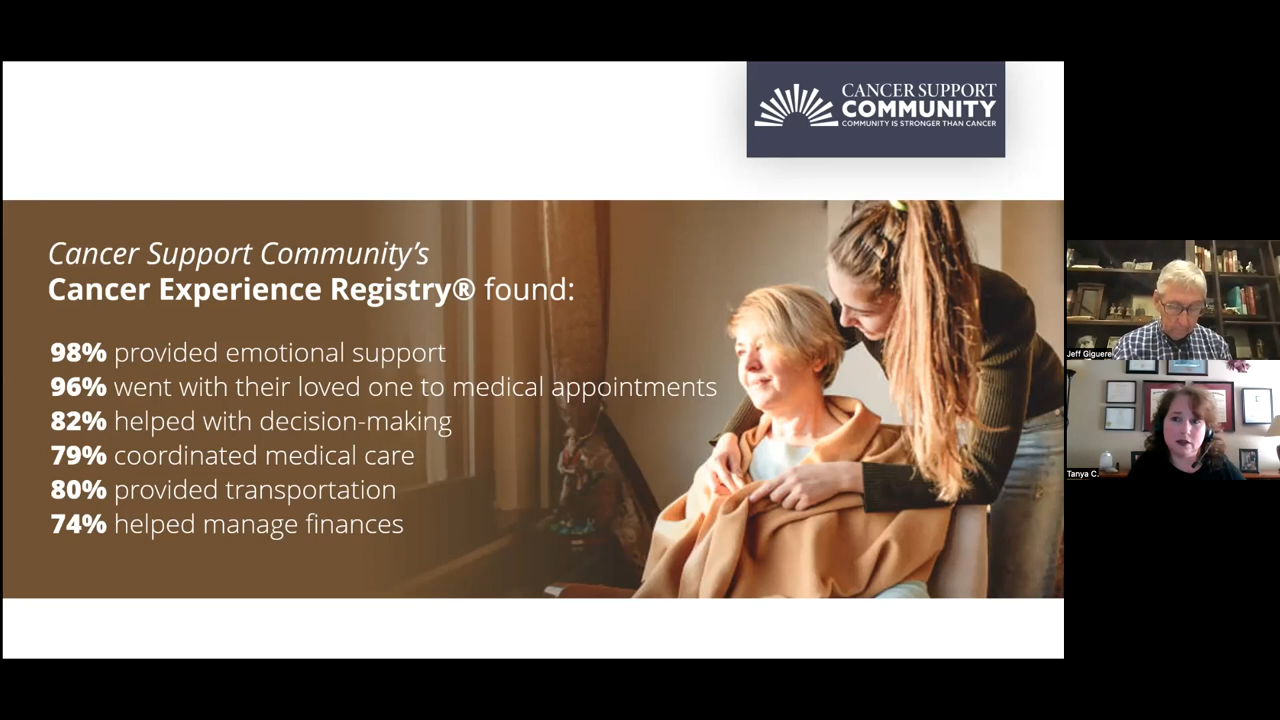 CANCER SUPPORT
COMMUNITY
COMMUNITY IS STRONGER THAN CANCER
Cancer Support Community's
Cancer Experience Registry® found:
98% provided emotional support
96% went with their loved one to medical appointments
82% helped with decision-making
79% coordinated medical care
80% provided transportation
74% helped manage finances
Jeff Giguere
Tanya C.